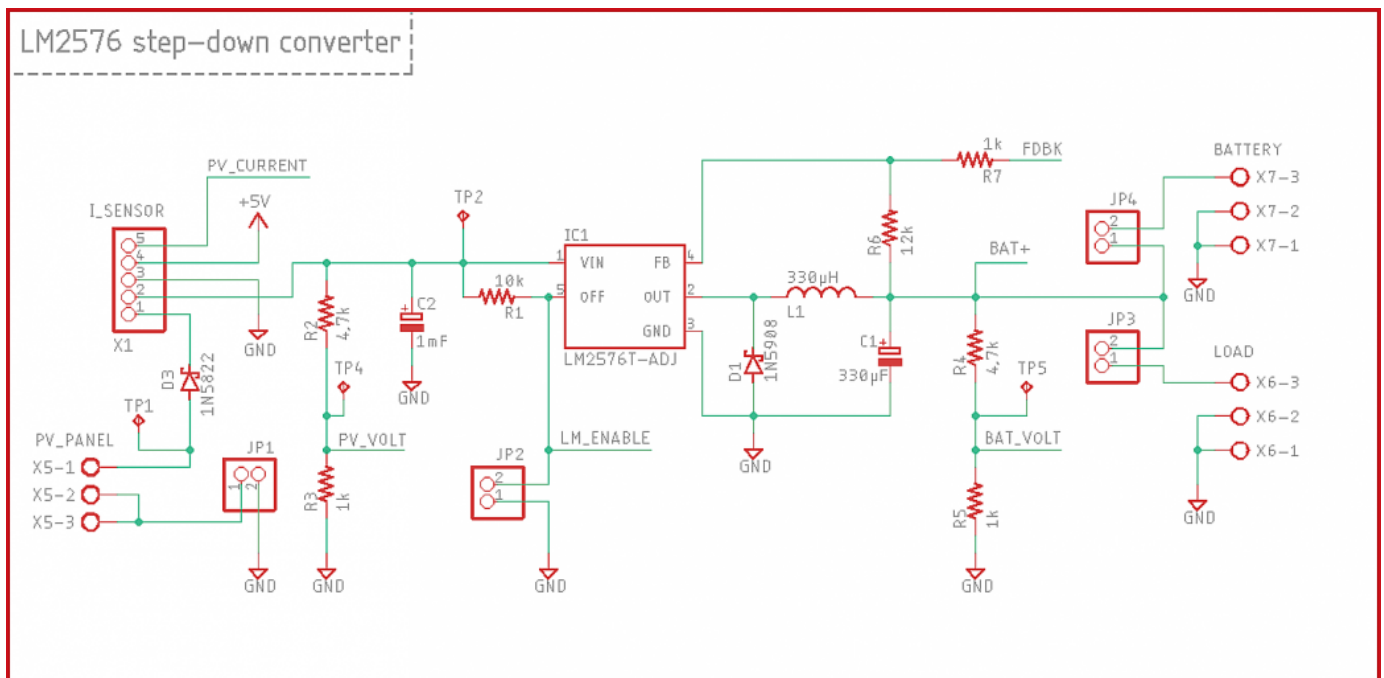 LM2576 step-down converter
PV_CURRENT
+5V
I_SENSOR
5
4
3
2
1
X1
GND
D3
1N5822
TP1
PV_PANEL
X5-1
X5-2
X5-3
JP1
1
2
GND
R2
4,7k
TP4
PV_VOLT
R3
1k
GND
C2
+
1mF
GND
TP2
10k
R1
IC1
1
VIN
FB
4
5
OFF
OUT
2
GND
3
LM2576T-ADJ
LM_ENABLE
JP2
2
1
GND
1k
FDBK
R7
R6
12k
330µH
L1
D1
1N5908
C1
+
330µF
GND
BAT+
R4
4,7k
TP5
BAT_VOLT
R5
1k
GND
JP4
2
1
JP3
2
1
BATTERY
X7-3
X7-2
X7-1
GND
LOAD
X6-3
X6-2
X6-1
GND